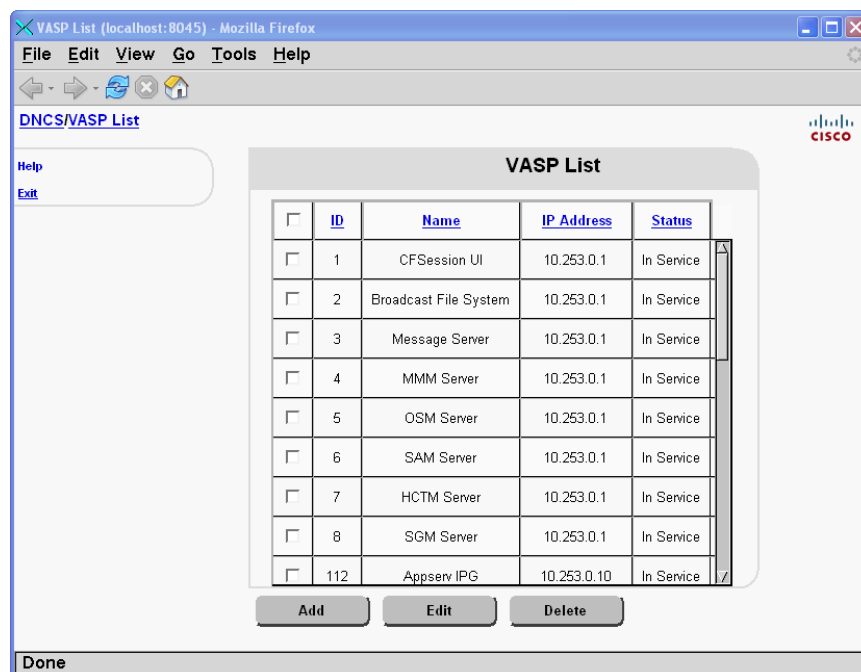 VASP List (localhost:8045) - Mozilla Firefox
File Edit View Go Tools Help
DNCS/VASP List
CISCO
Help
Exit
VASP List
ID Name IP Address Status
1 CFSession UI 10.253.0.1 In Service
2 Broadcast File System 10.253.0.1 In Service
3 Message Server 10.253.0.1 In Service
4 MMM Server 10.253.0.1 In Service
5 OSM Server 10.253.0.1 In Service
6 SAM Server 10.253.0.1 In Service
7 HCTM Server 10.253.0.1 In Service
8 SGM Server 10.253.0.1 In Service
112 Appserv IPG 10.253.0.10 In Service
Add Edit Delete
Done